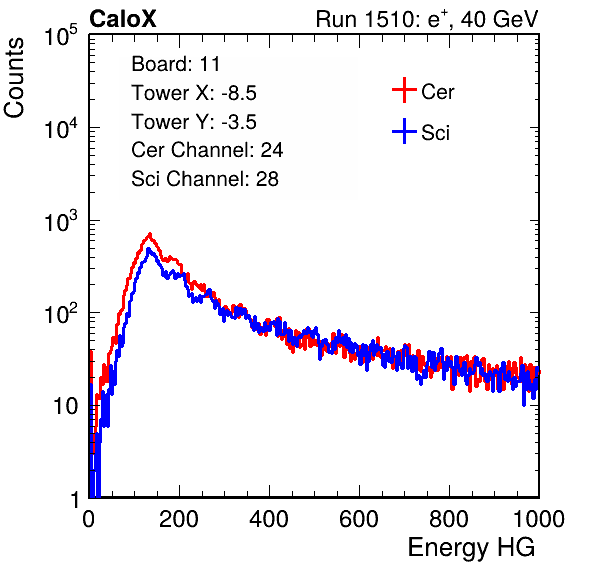 CaloX Run 1510: e⁺, 40 GeV
Counts
10⁵
10⁴
10³
10²
10
1
Board: 11
Tower X: -8.5
Tower Y: -3.5
Cer Channel: 24
Sci Channel: 28
Cer
Sci
0 200 400 600 800 1000
Energy HG